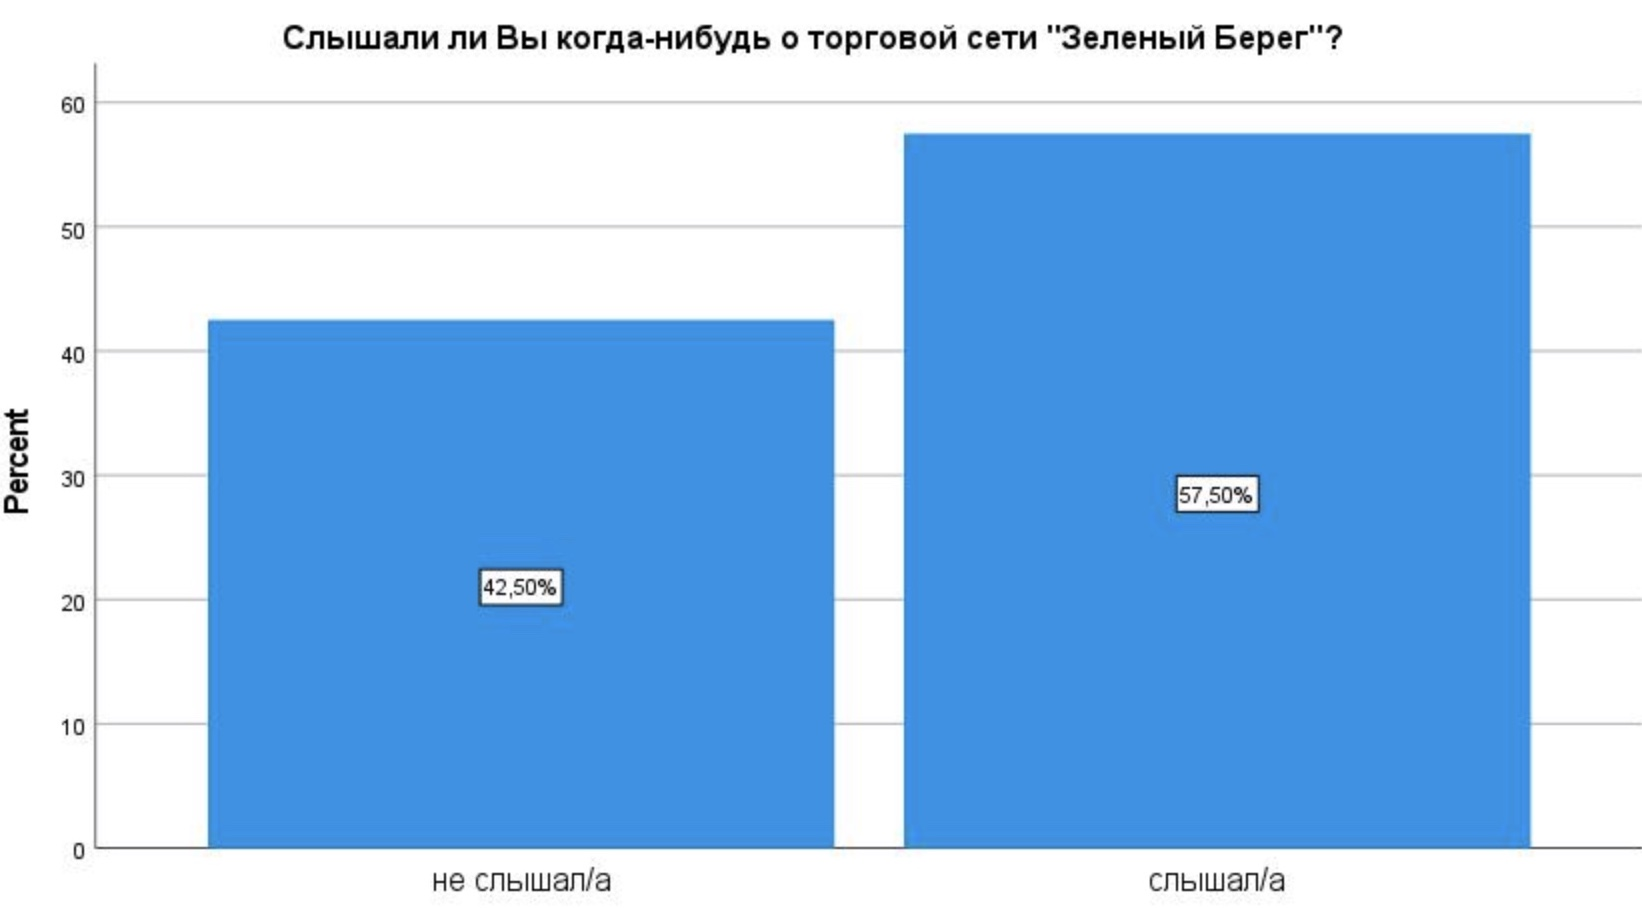 Слышали ли Вы когда-нибудь о торговой сети "Зеленый Берег"?
60
50
40
30
20
10
0
Percent
42,50%
57,50%
не слышал/а
слышал/а